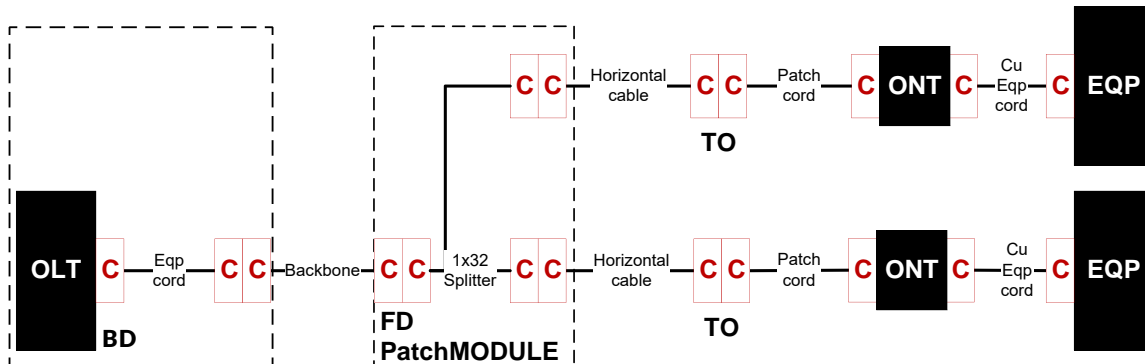 C C
Horizontal
cable
C C
Patch
cord
C
ONT
C
Cu
Eqp
cord
C
EQP
TO
OLT
C
Eqp
cord
C C
Backbone
C C
1x32
Splitter
C C
Horizontal
cable
C C
Patch
cord
C
ONT
C
Cu
Eqp
cord
C
EQP
BD
FD
PatchMODULE
TO